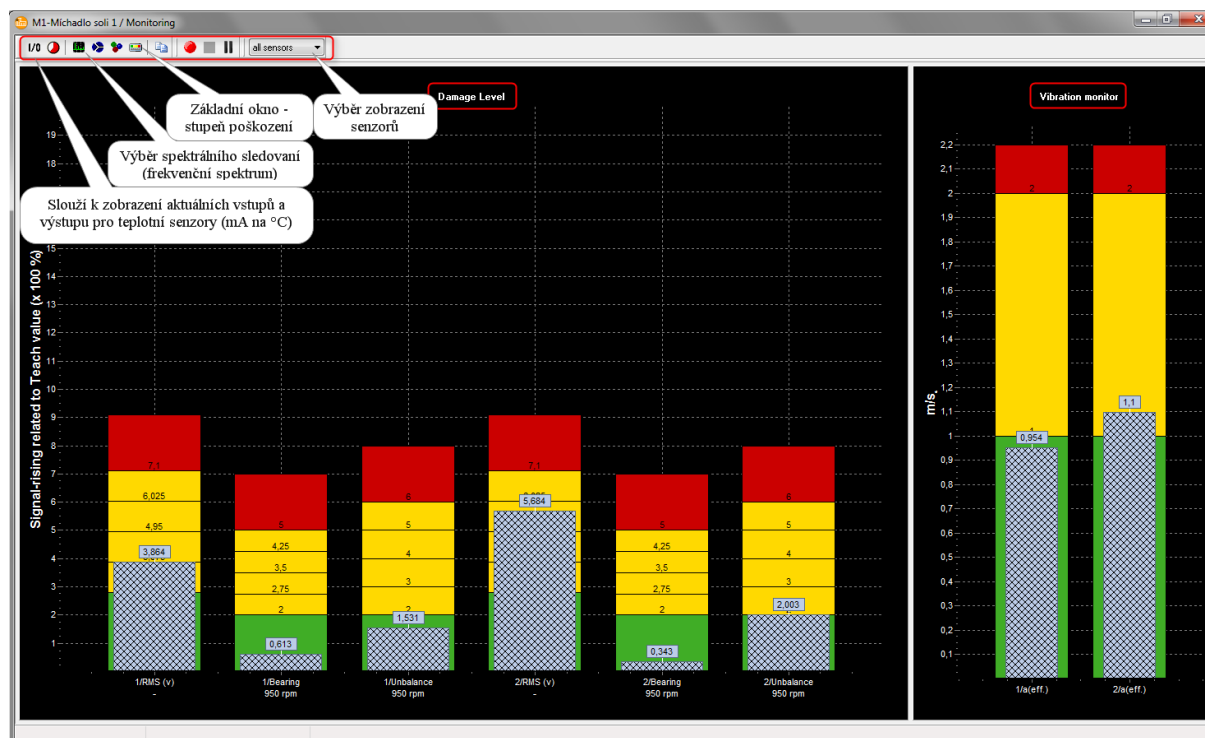 M1-Míchadlo soli 1 / Monitoring
I/O
all sensors
Základní okno -
stupeň poškození
Výběr zobrazení
senzorů
Výběr spektrálního sledovaní
(frekvenční spektrum)
Slouží k zobrazení aktuálních vstupů a
výstupu pro teplotní senzory (mA na °C)
Damage Level
Signal-rising related to Teach value (x 100 %)
19
18
15
14
13
12
11
10
9
8
7
6
5
4
3
2
1
7,1
6,025
4,95
3,864
5
4,25
3,5
2,75
2
0,613
6
5
4
3
2
1,531
7,1
5,684
5
4,25
3,5
2,75
2
0,343
6
5
4
3
2,003
1/RMS (v)
-
1/Bearing
950 rpm
1/Unbalance
950 rpm
2/RMS (v)
-
2/Bearing
950 rpm
2/Unbalance
950 rpm
Vibration monitor
m/s.
2,2
2,1
2
1,9
1,8
1,7
1,6
1,5
1,4
1,3
1,2
1,1
1
0,9
0,8
0,7
0,6
0,5
0,4
0,3
0,2
0,1
2
0,954
2
1,1
1/a(eff.)
2/a(eff.)